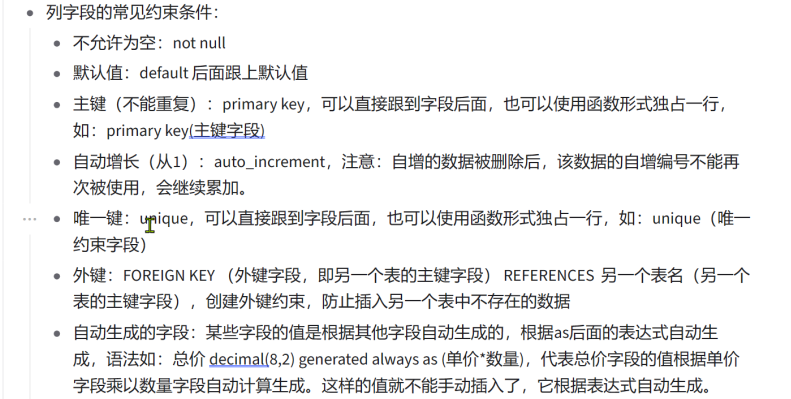 列字段的常见约束条件：
不允许为空：not null
默认值：default 后面跟上默认值
主键（不能重复）：primary key，可以直接跟到字段后面，也可以使用函数形式独占一行，
如：primary key(主键字段)
自动增长（从1）：auto_increment，注意：自增的数据被删除后，该数据的自增编号不能再
次被使用，会继续累加。
唯一键：unique，可以直接跟到字段后面，也可以使用函数形式独占一行，如：unique（唯一
约束字段）
外键：FOREIGN KEY （外键字段，即另一个表的主键字段） REFERENCES 另一个表名（另一个
表的主键字段），创建外键约束，防止插入另一个表中不存在的数据
自动生成的字段：某些字段的值是根据其他字段自动生成的，根据as后面的表达式自动生
成，语法如：总价 decimal(8,2) generated always as (单价*数量)，代表总价字段的值根据单价
字段乘以数量字段自动计算生成。这样的值就不能手动插入了，它根据表达式自动生成。